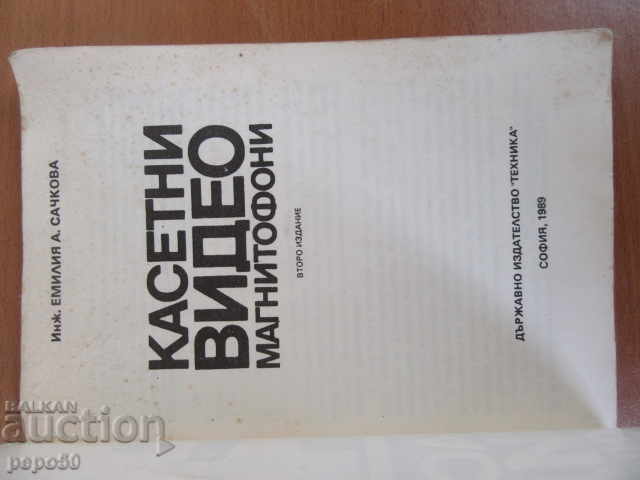 Инж. ЕМИЛИЯ А. САЧКОВА
КАСЕТНИ
ВИДЕО
МАГНИТОФОНИ
ВТОРО ИЗДАНИЕ
ДЪРЖАВНО ИЗДАТЕЛСТВО "ТЕХНИКА"
СОФИЯ, 1989
BALKAN
auction
pepo50